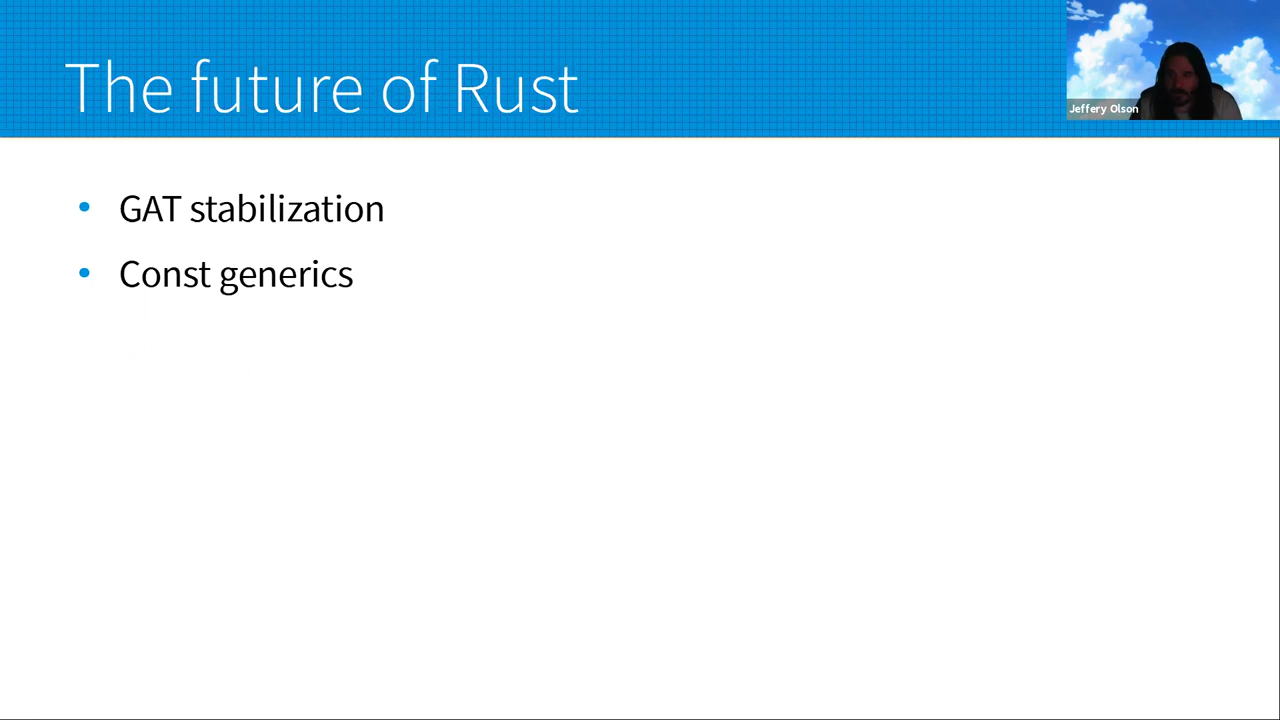 The future of Rust
Jeffery Olson
• GAT stabilization
• Const generics